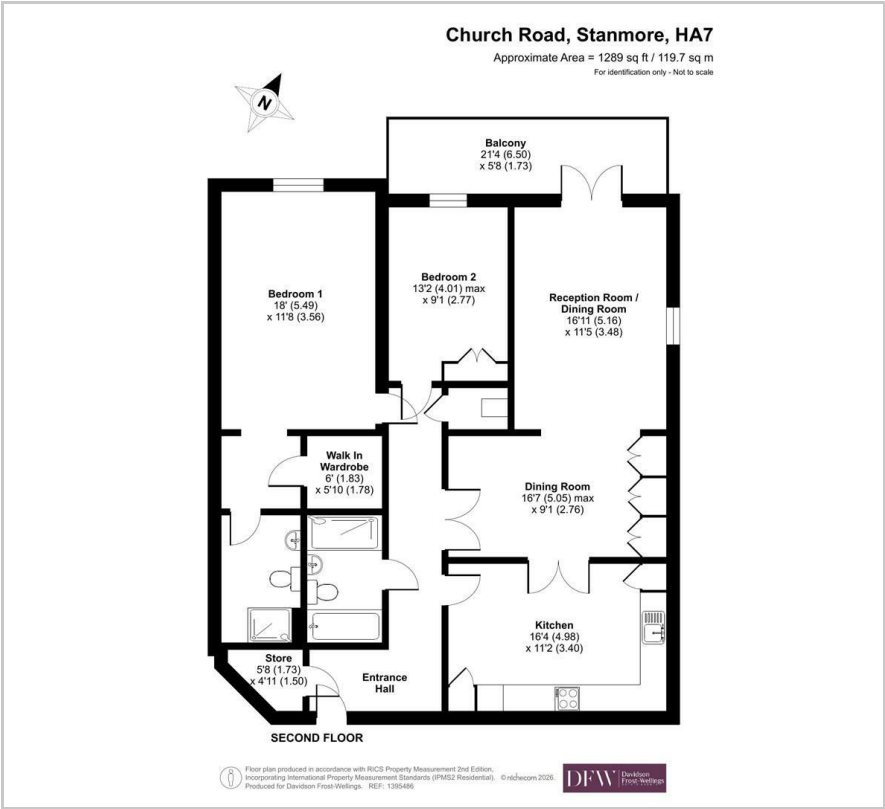 Church Road, Stanmore, HA7
Approximate Area = 1289 sq ft / 119.7 sq m
For identification only - Not to scale
N
Balcony
21'4 (6.50)
x 5'8 (1.73)
Bedroom 1
18' (5.49)
x 11'8 (3.56)
Bedroom 2
13'2 (4.01) max
x 9'1 (2.77)
Reception Room /
Dining Room
16'11 (5.16)
x 11'5 (3.48)
Walk In
Wardrobe
6' (1.83)
x 5'10 (1.78)
Dining Room
16'7 (5.05) max
x 9'1 (2.76)
Kitchen
16'4 (4.98)
x 11'2 (3.40)
Store
5'8 (1.73)
x 4'11 (1.50)
Entrance
Hall
SECOND FLOOR
Floor plan produced in accordance with RICS Property Measurement 2nd Edition,
Incorporating International Property Measurement Standards (IPMS2 Residential). © nichecom 2026.
Produced for Davidson Frost-Wellings. REF: 1395486
DFW
Davidson
Frost-Wellings